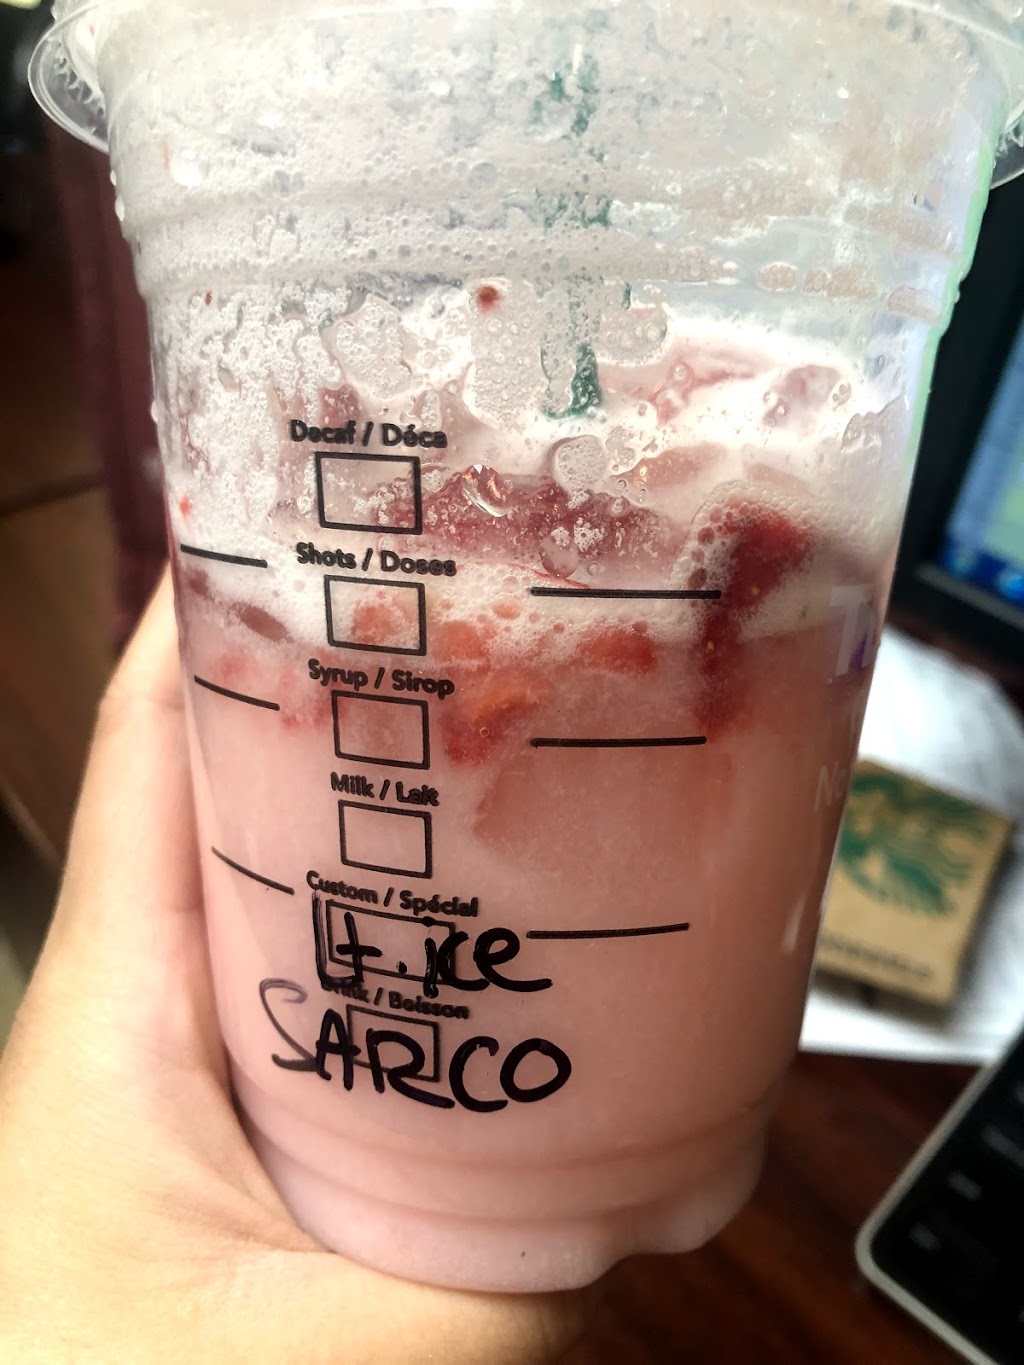 Decaf / Déca
Shots / Doses
Syrup / Sirop
Milk / Lait
Custom / Spécial
Lt. ice
Drink / Boisson
SARCO